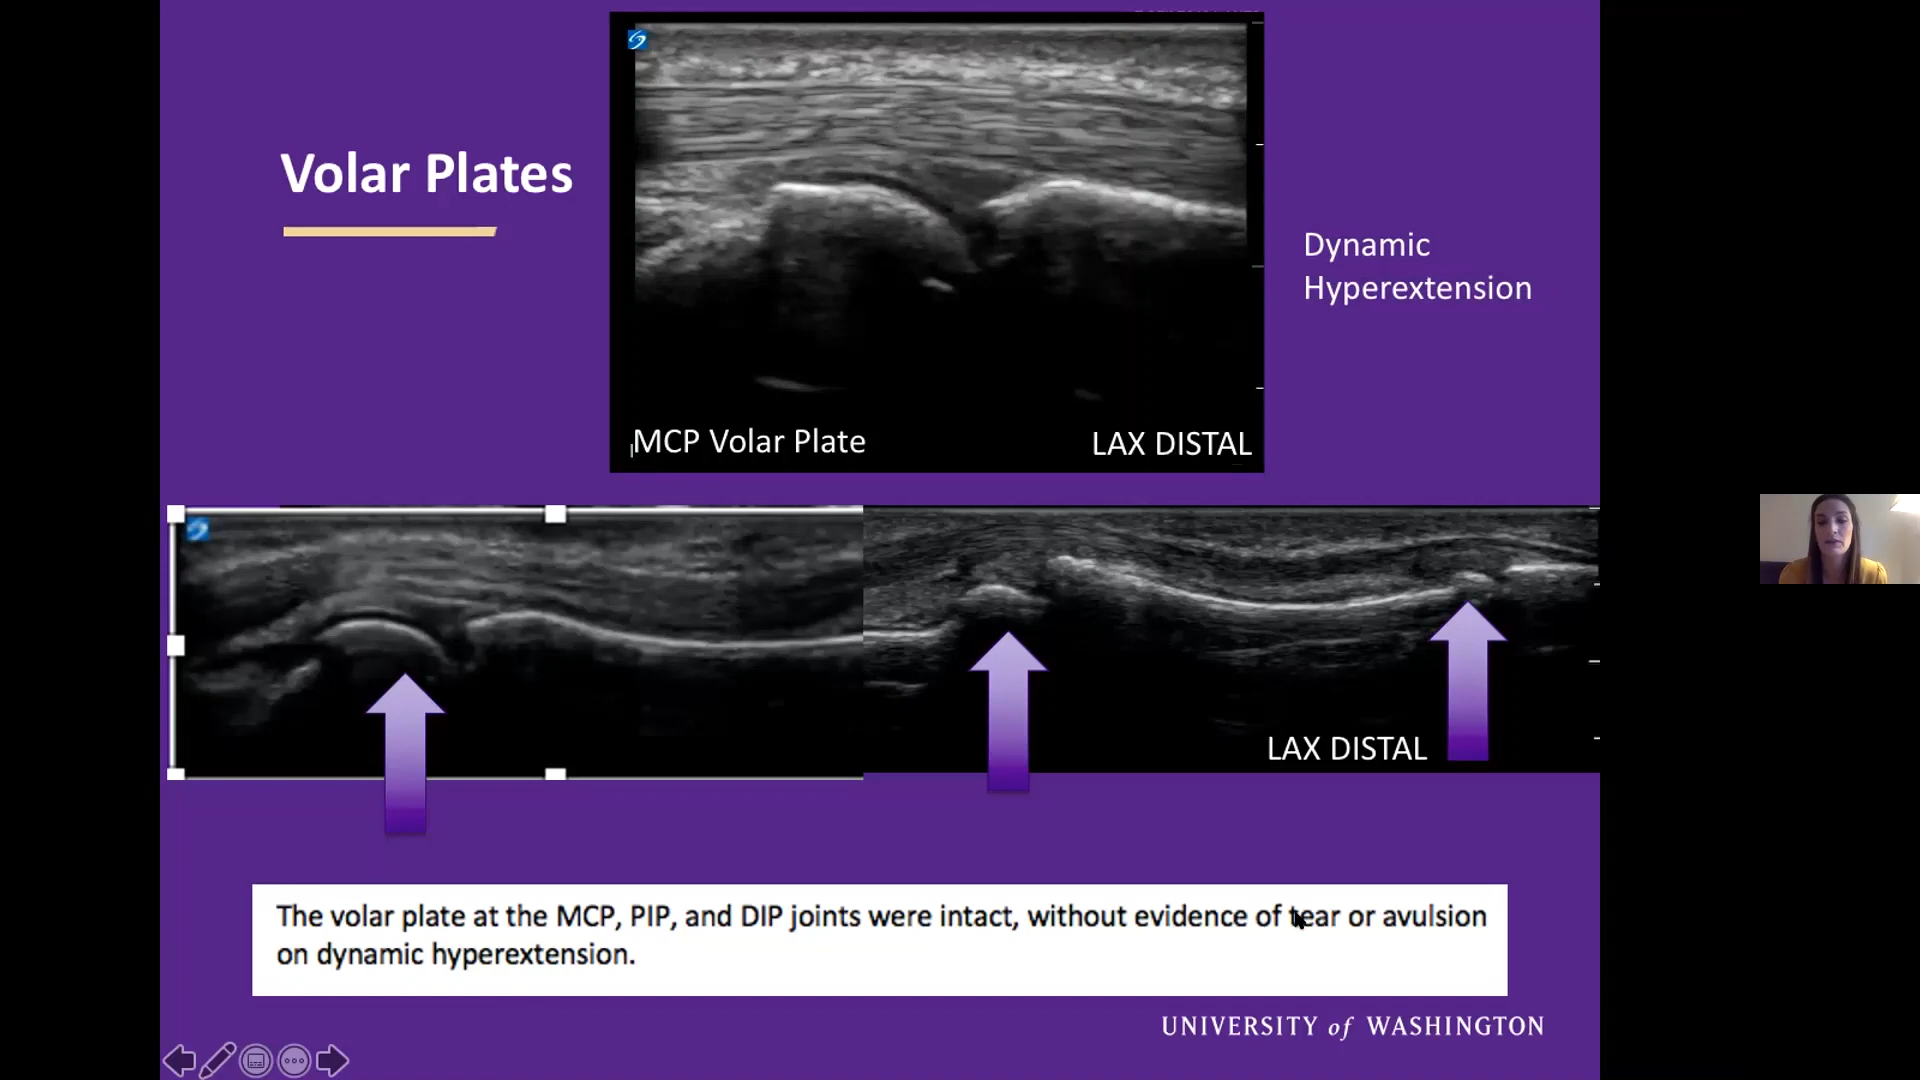 Volar Plates
MCP Volar Plate
LAX DISTAL
Dynamic
Hyperextension
LAX DISTAL
The volar plate at the MCP, PIP, and DIP joints were intact, without evidence of tear or avulsion
on dynamic hyperextension.
UNIVERSITY of WASHINGTON